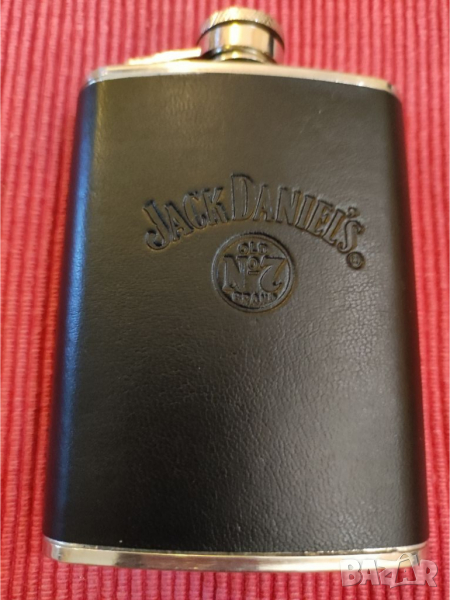 JACK DANIEL'S ®
OLD
No. 7
BRAND
BAZAR